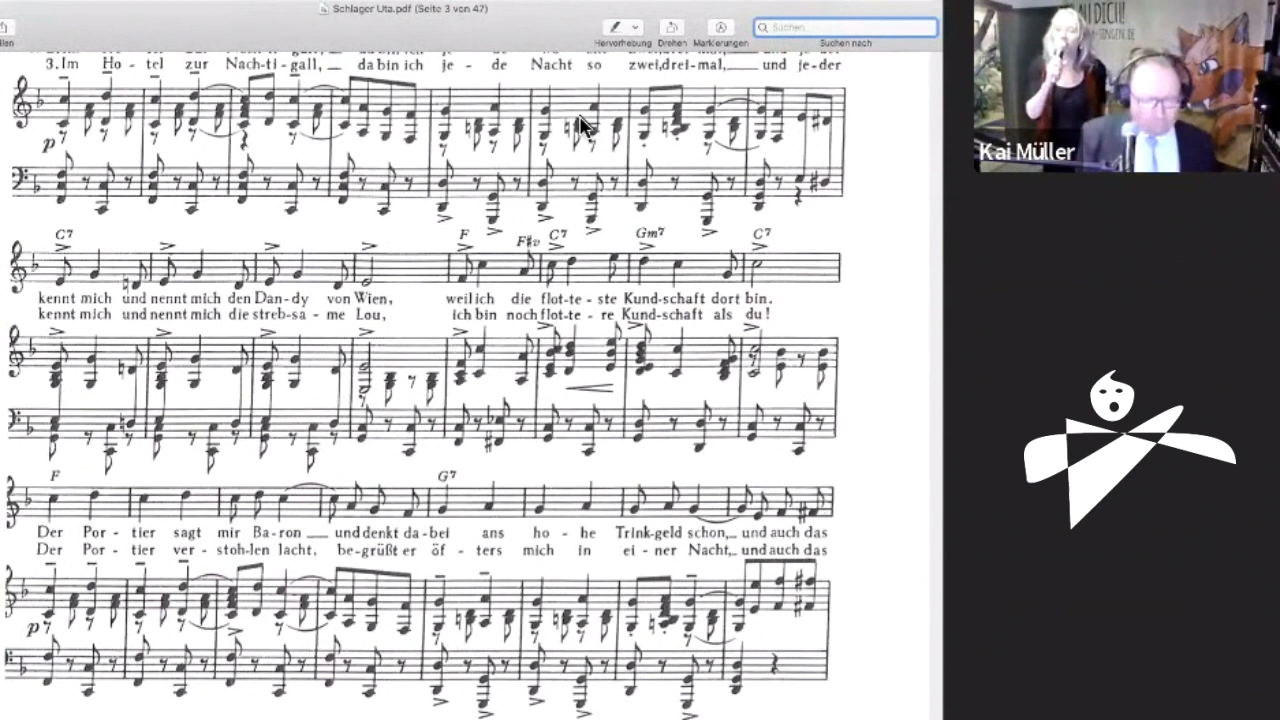 Schlager Uta.pdf (Seite 3 von 47)
Suchen
Hervorhebung Drehen Markierungen Suchen nach
3.Im Ho - tel zur Nach-ti-gall, dabin ich je - de Nacht so zwei,drei-mal, und je-der
p
C7 F C7 Gm7 C7
kennt mich und nennt mich den Dan-dy von Wien, weil ich die flot-te - ste Kund-schaft dort bin.
kennt mich und nennt mich die streb-sa - me Lou, ich bin noch flot-te - re Kund-schaft als du!
F G7
Der Por - tier sagt mir Ba-ron und denkt da-bei ans ho - he Trink-geld schon, und auch das
Der Por - tier ver - stoh-len lacht, be-grüßt er öf - ters mich in ei - ner Nacht, und auch das
p
AU DICH!
-SINGEN.DE
Kai Müller